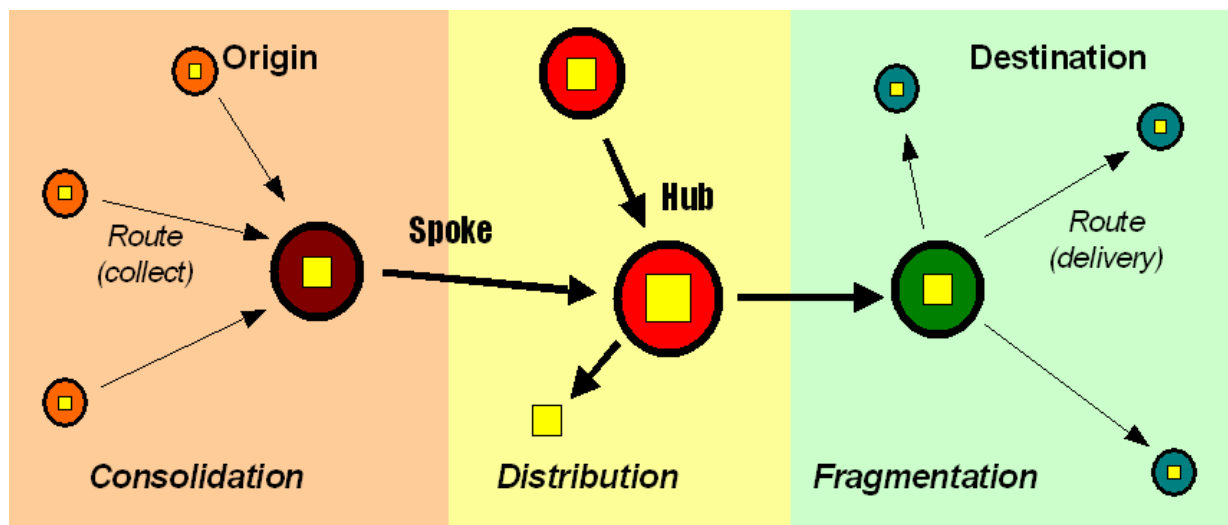 Origin
Destination
Hub
Spoke
Route
(collect)
Route
(delivery)
Consolidation
Distribution
Fragmentation